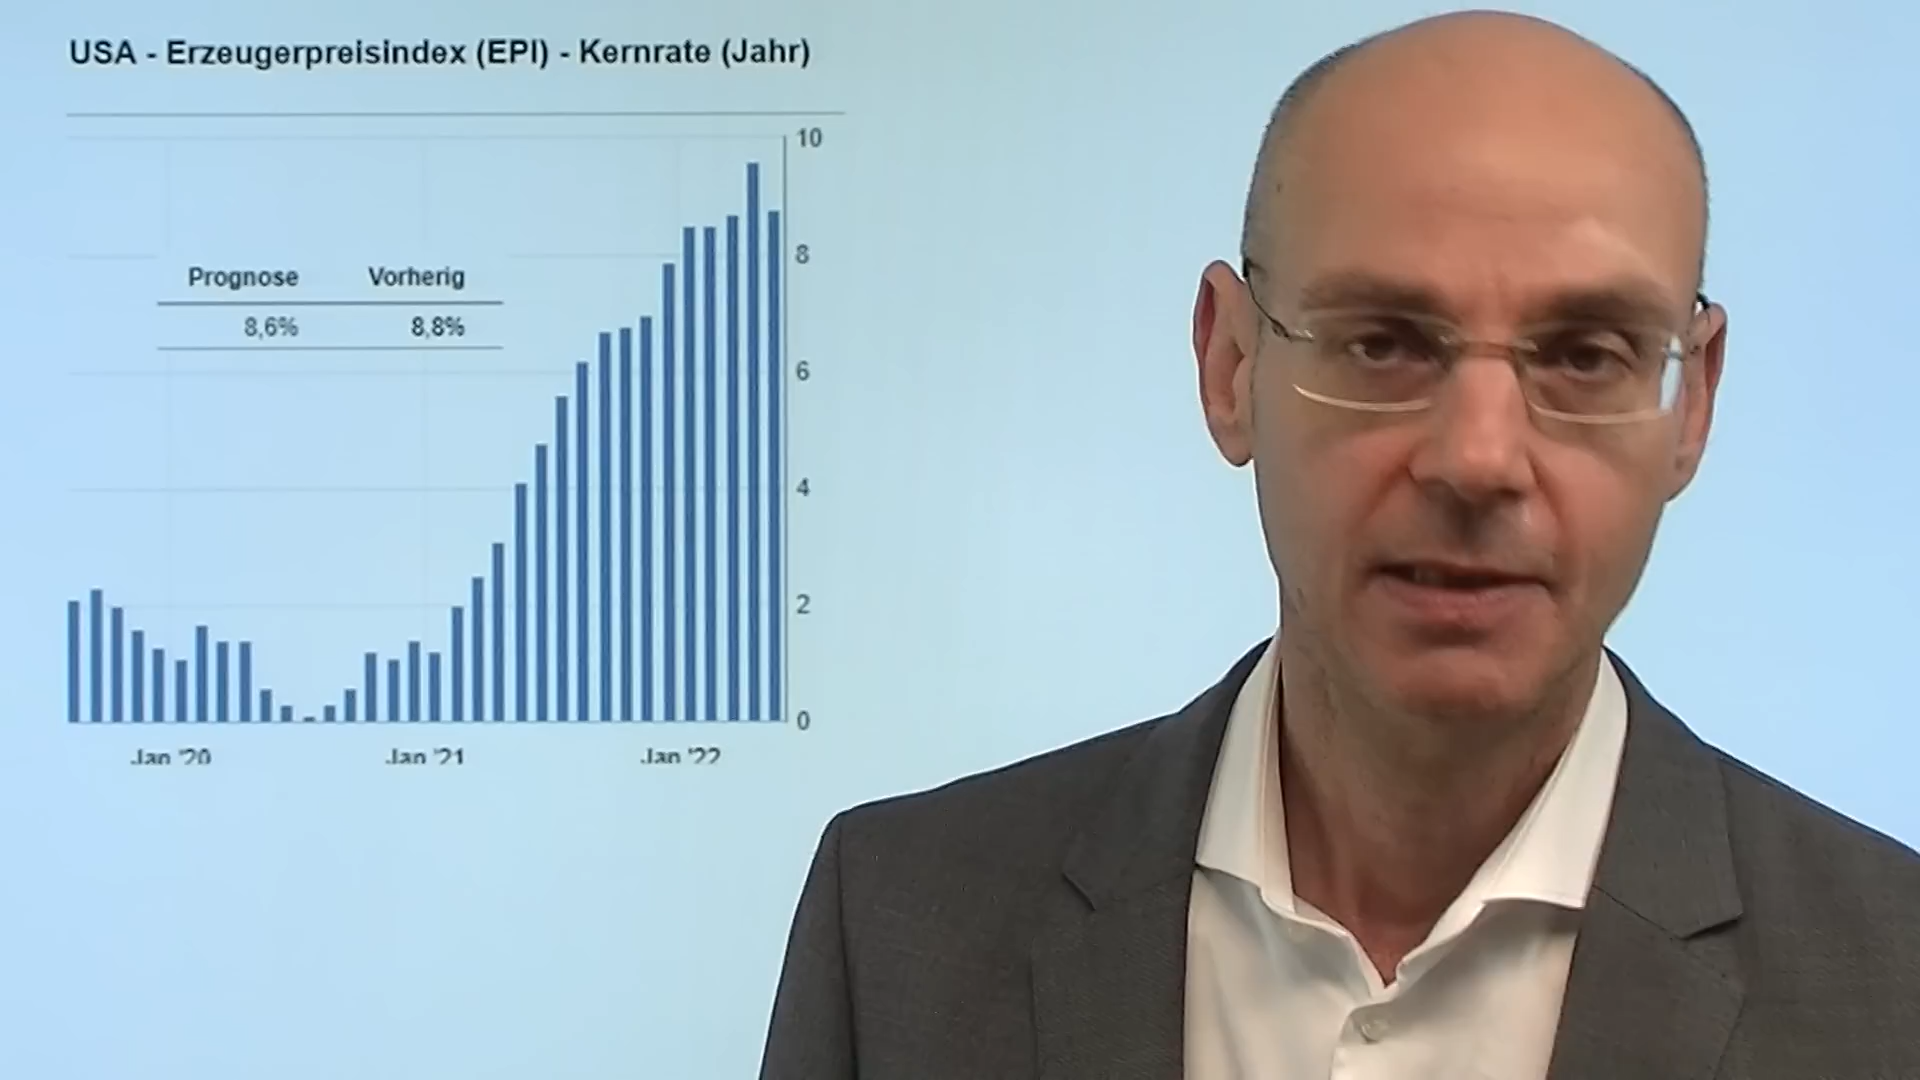 USA - Erzeugerpreisindex (EPI) - Kernrate (Jahr)
10
8
Prognose Vorherig
8,6% 8,8%
6
4
2
0
Jan '20 Jan '21 Jan '22